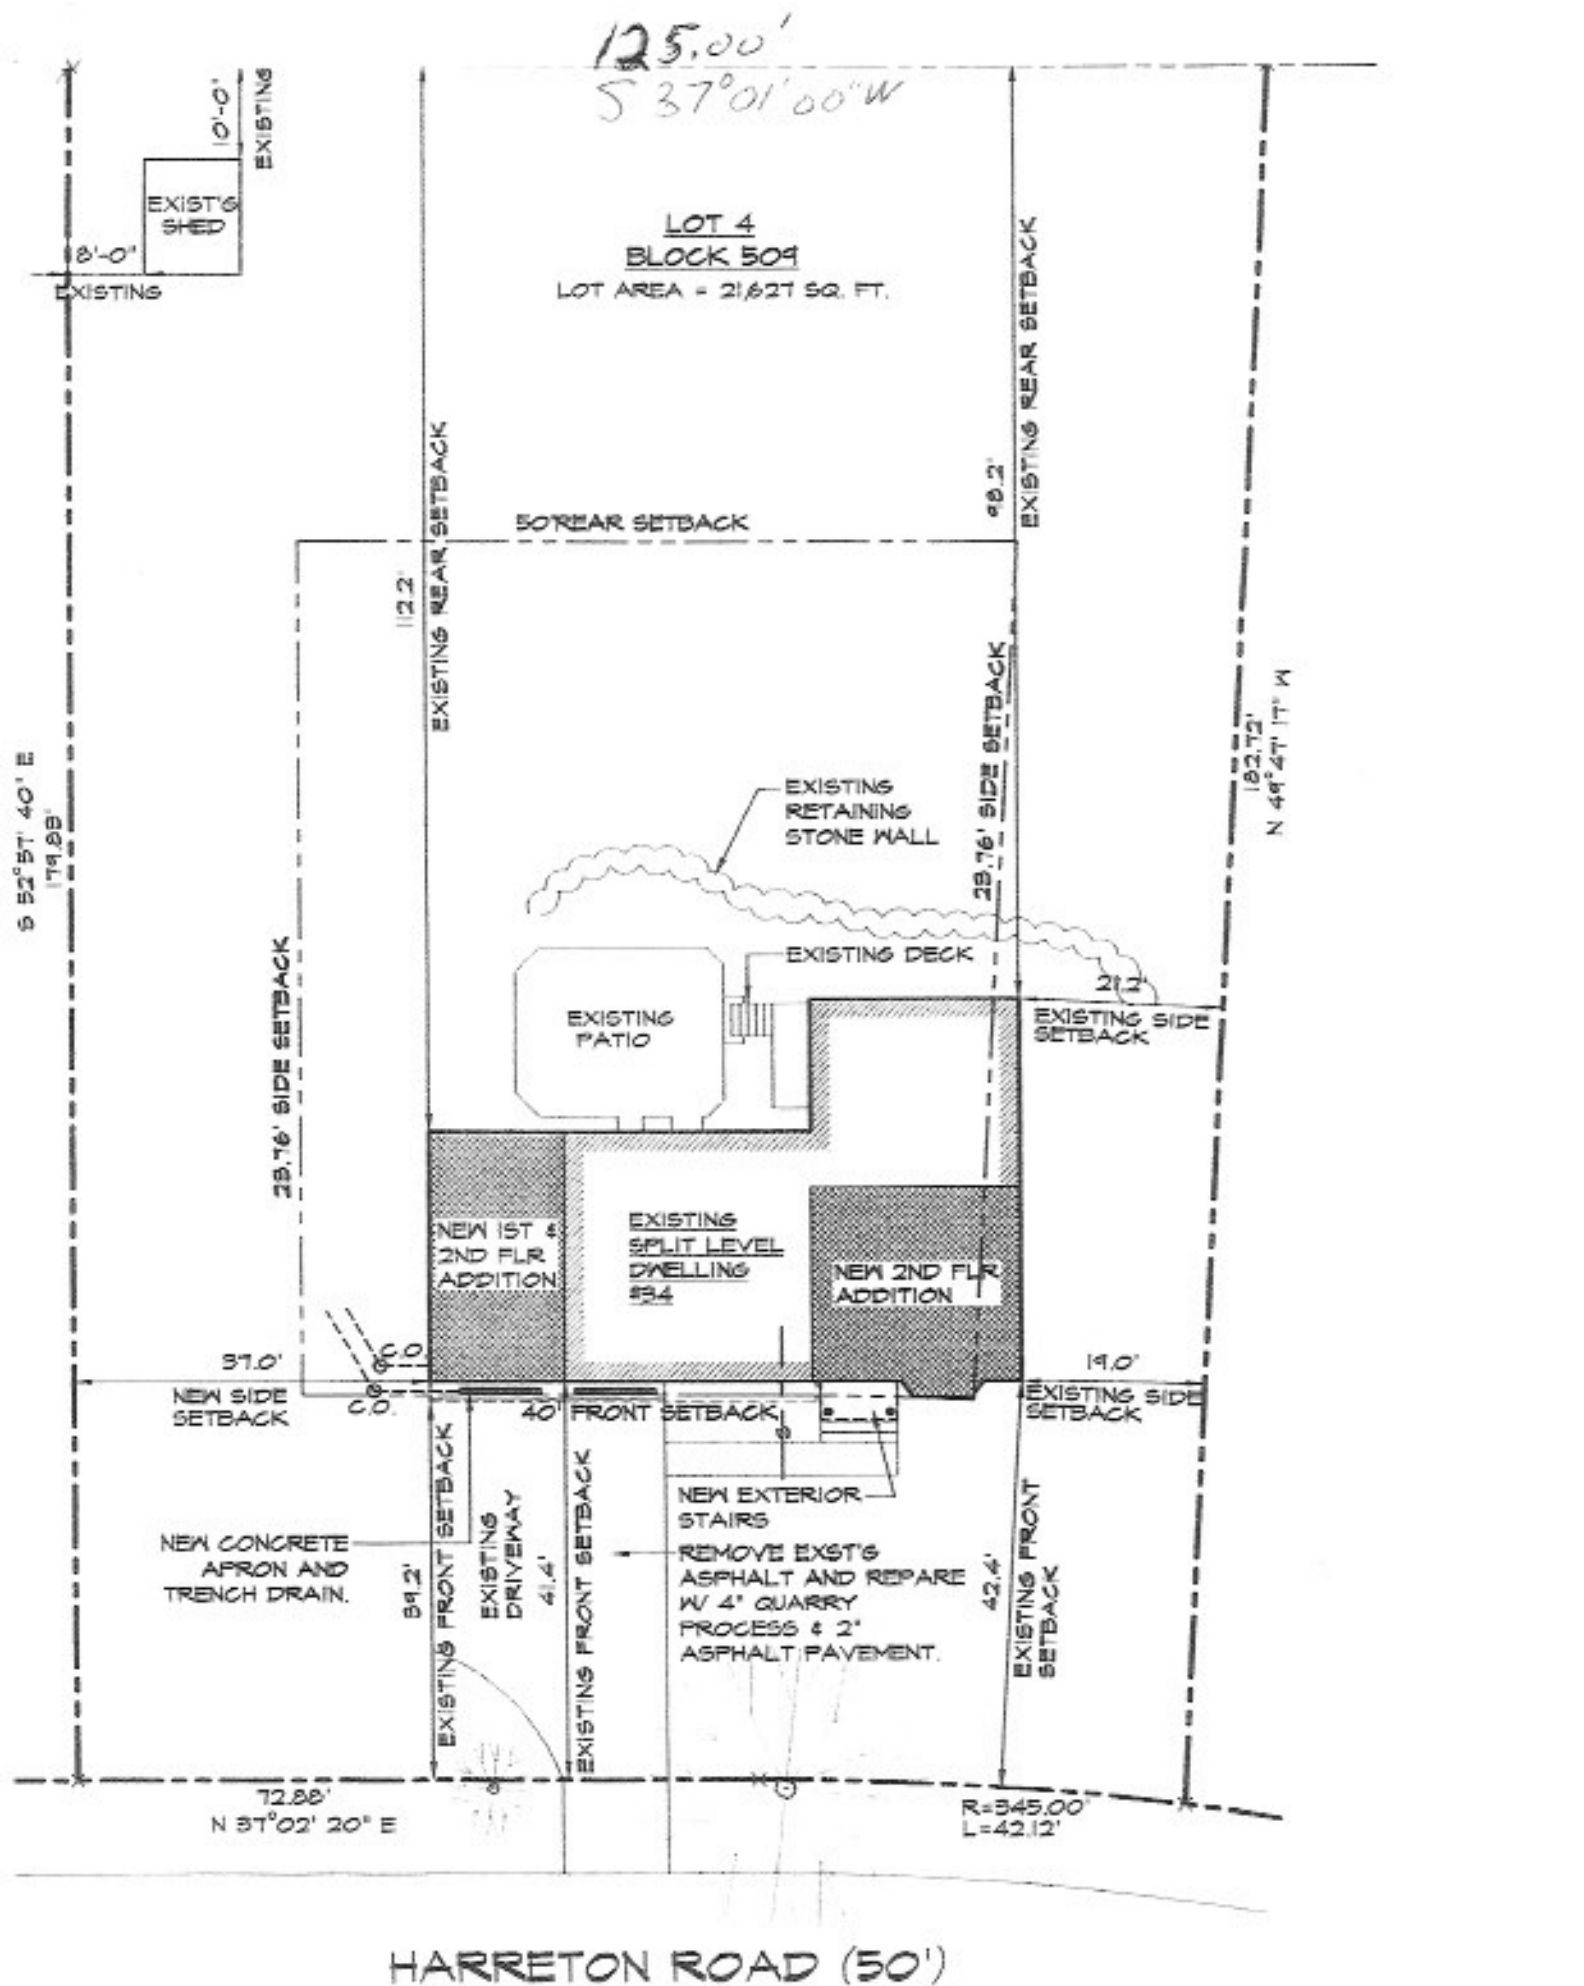 125.00'
S 37°01'00"W
10'-0"
EXISTING
EXIST'G
SHED
8'-0"
EXISTING
LOT 4
BLOCK 509
LOT AREA = 21,627 SQ. FT.
EXISTING REAR SETBACK
98.2'
50'REAR SETBACK
112.2'
EXISTING REAR SETBACK
S 52°57' 40" E
179.88'
182.72'
N 49°47' 17" W
23.76' SIDE SETBACK
EXISTING
RETAINING
STONE WALL
23.76' SIDE SETBACK
EXISTING DECK
EXISTING
PATIO
21.2'
EXISTING SIDE
SETBACK
NEW 1ST &
2ND FLR
ADDITION
EXISTING
SPLIT LEVEL
DWELLING
#34
NEW 2ND FLR
ADDITION
37.0'
NEW SIDE
SETBACK
C.O.
C.O.
40' FRONT SETBACK
S
19.0'
EXISTING SIDE
SETBACK
NEW CONCRETE
APRON AND
TRENCH DRAIN.
39.2'
EXISTING FRONT SETBACK
EXISTING
DRIVEWAY
41.4'
EXISTING FRONT SETBACK
NEW EXTERIOR
STAIRS
REMOVE EXST'G
ASPHALT AND REPARE
W/ 4" QUARRY
PROCESS & 2"
ASPHALT PAVEMENT.
42.4'
EXISTING FRONT
SETBACK
72.88'
N 37°02' 20" E
R=345.00'
L=42.12'
HARRETON ROAD (50')